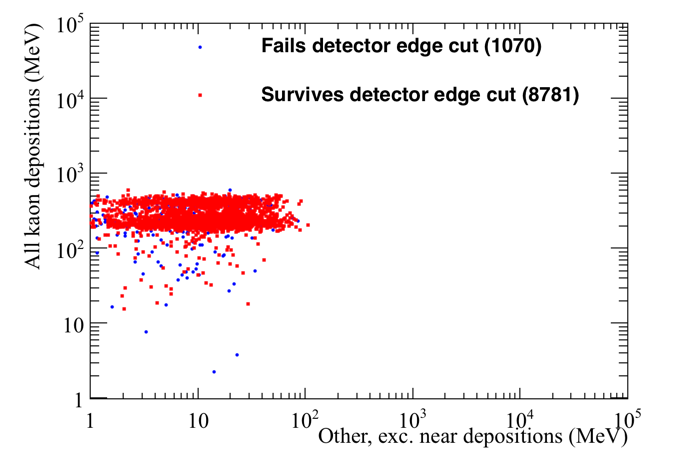 10^5
Fails detector edge cut (1070)
10^4
Survives detector edge cut (8781)
10^3
10^2
10
1
All kaon depositions (MeV)
1 10 10^2 10^3 10^4 10^5
Other, exc. near depositions (MeV)